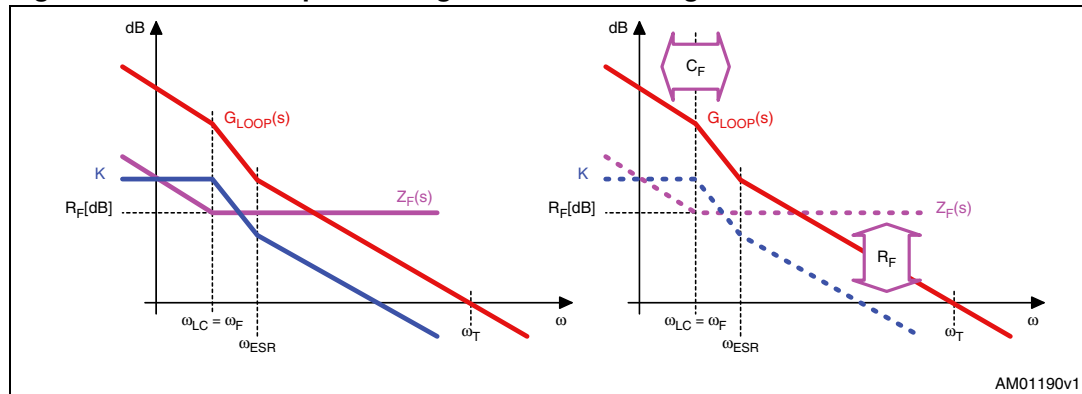 dB
G_LOOP(s)
K
Z_F(s)
R_F[dB]
ω_LC = ω_F
ω_ESR
ω_T
ω
dB
C_F
G_LOOP(s)
K
Z_F(s)
R_F[dB]
R_F
ω_LC = ω_F
ω_ESR
ω_T
ω
AM01190v1